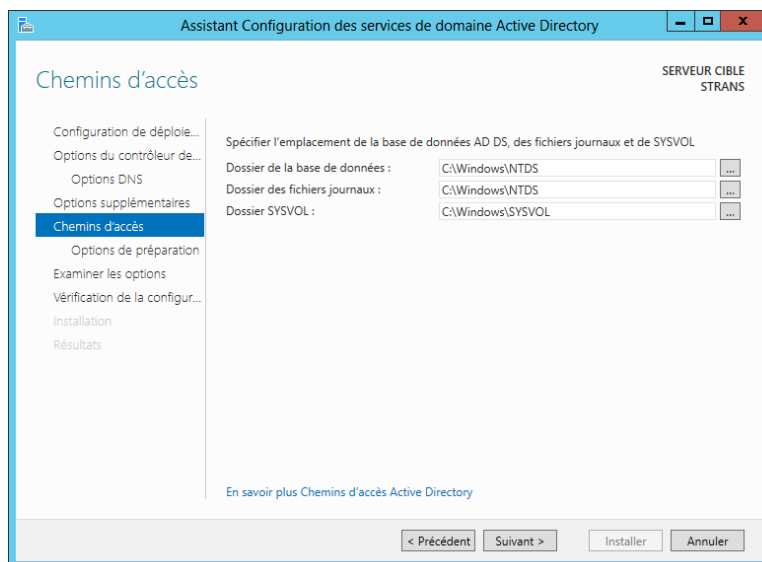 Assistant Configuration des services de domaine Active Directory
Chemins d'accès
SERVEUR CIBLE
STRANS
Configuration de déploie...
Options du contrôleur de...
Options DNS
Options supplémentaires
Chemins d'accès
Options de préparation
Examiner les options
Vérification de la configur...
Installation
Résultats
Spécifier l'emplacement de la base de données AD DS, des fichiers journaux et de SYSVOL
Dossier de la base de données : C:\Windows\NTDS ...
Dossier des fichiers journaux : C:\Windows\NTDS ...
Dossier SYSVOL : C:\Windows\SYSVOL ...
En savoir plus Chemins d'accès Active Directory
< Précédent Suivant > Installer Annuler